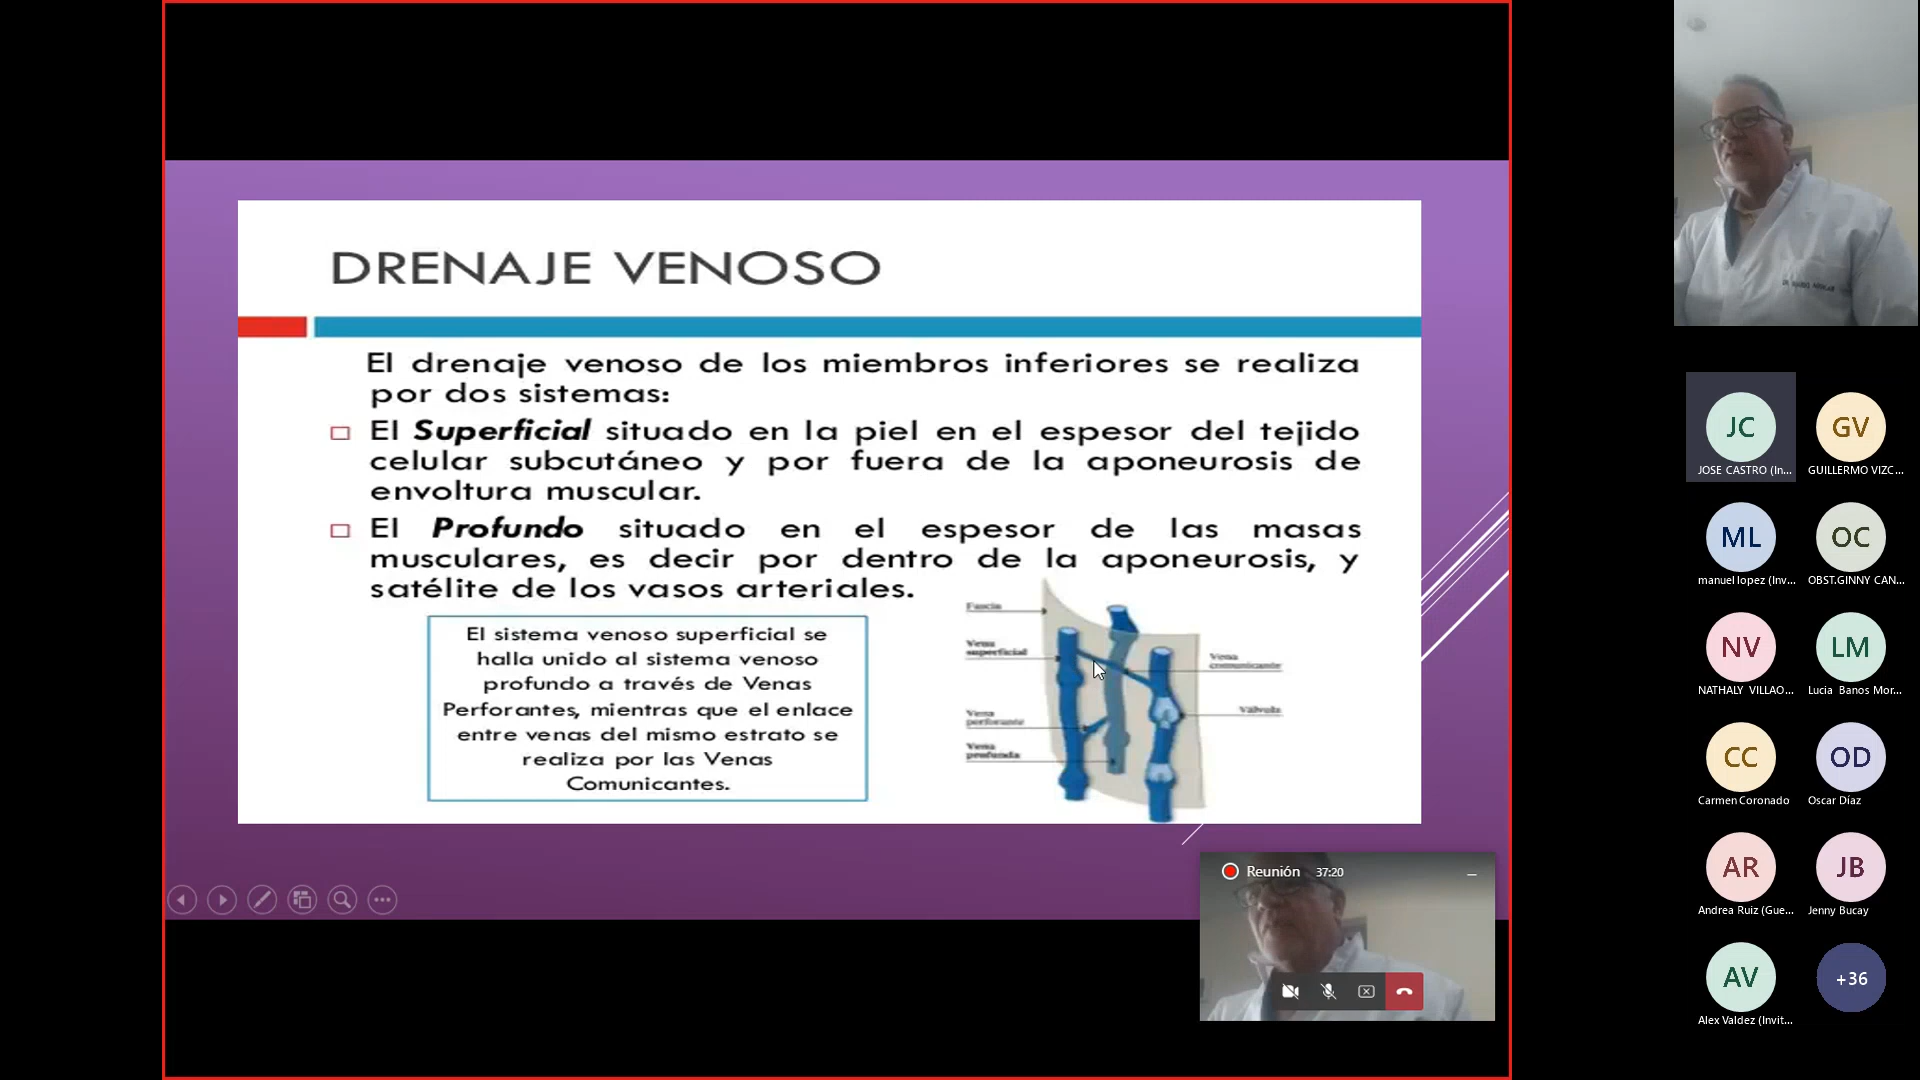 DRENAJE VENOSO
El drenaje venoso de los miembros inferiores se realiza
por dos sistemas:
El Superficial situado en la piel en el espesor del tejido
celular subcutáneo y por fuera de la aponeurosis de
envoltura muscular.
El Profundo situado en el espesor de las masas
musculares, es decir por dentro de la aponeurosis, y
satélite de los vasos arteriales.
El sistema venoso superficial se
halla unido al sistema venoso
profundo a través de Venas
Perforantes, mientras que el enlace
entre venas del mismo estrato se
realiza por las Venas
Comunicantes.
Fascia
Vena
superficial
Vena
perforante
Vena
profunda
Vena
comunicante
Válvula
Reunión 37:20
JC
JOSE CASTRO (In...
GV
GUILLERMO VIZC...
ML
manuel lopez (Inv...
OC
OBST.GINNY CAN...
NV
NATHALY VILLAO...
LM
Lucia Banos Mor...
CC
Carmen Coronado
OD
Oscar Díaz
AR
Andrea Ruiz (Gue...
JB
Jenny Bucay
AV
Alex Valdez (Invit...
+36